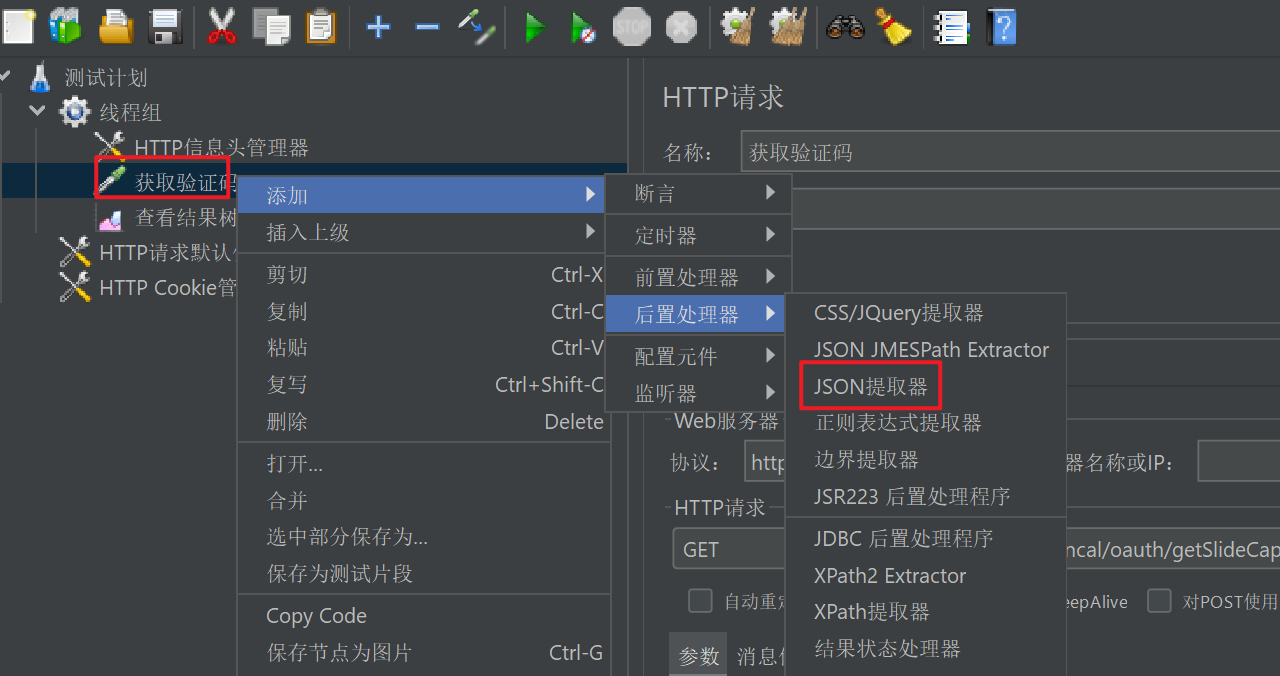 STOP
测试计划
线程组
HTTP信息头管理器
获取验证码
查看结果树
HTTP请求默认
HTTP Cookie管
添加
插入上级
剪切 Ctrl-X
复制 Ctrl-C
粘贴 Ctrl-V
复写 Ctrl+Shift-C
删除 Delete
打开...
合并
选中部分保存为...
保存为测试片段
Copy Code
保存节点为图片 Ctrl-G
断言
定时器
前置处理器
后置处理器
配置元件
监听器
CSS/JQuery提取器
JSON JMESPath Extractor
JSON提取器
正则表达式提取器
边界提取器
JSR223 后置处理程序
JDBC 后置处理程序
XPath2 Extractor
XPath提取器
结果状态处理器
HTTP请求
名称： 获取验证码
Web服务器
协议： http
器名称或IP：
HTTP请求
GET
ncal/oauth/getSlideCap
自动重定
eepAlive
对POST使用
参数 消息体